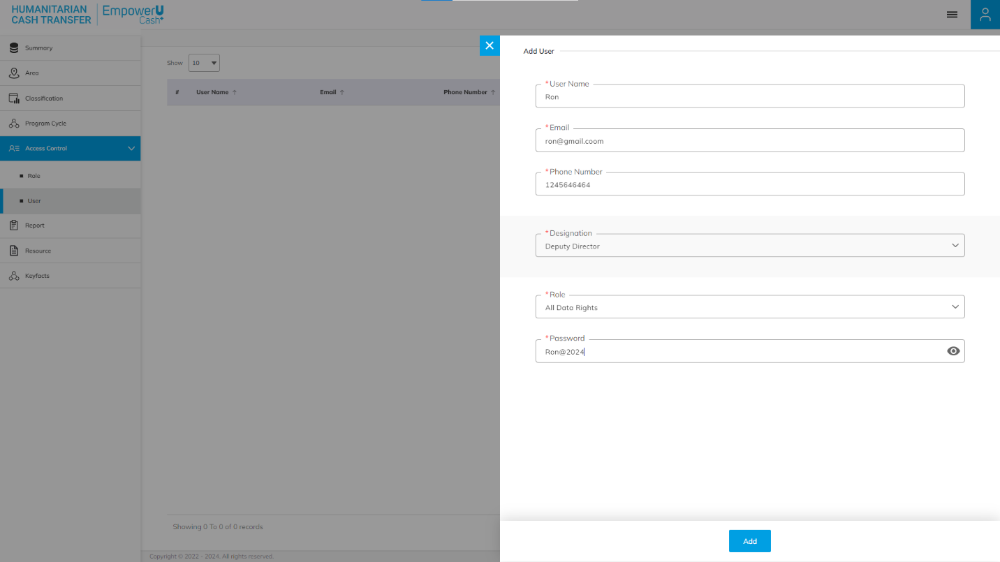 HUMANITARIAN
CASH TRANSFER
EmpowerU
Cash+
Summary
Area
Classification
Program Cycle
Access Control
Role
User
Report
Resource
Keyfacts
Show 10
# User Name Email Phone Number
Showing 0 To 0 of 0 records
Copyright © 2022 - 2024. All rights reserved.
Add User
*User Name
Ron
*Email
ron@gmail.coom
*Phone Number
1245646464
*Designation
Deputy Director
*Role
All Data Rights
*Password
Ron@2024
Add